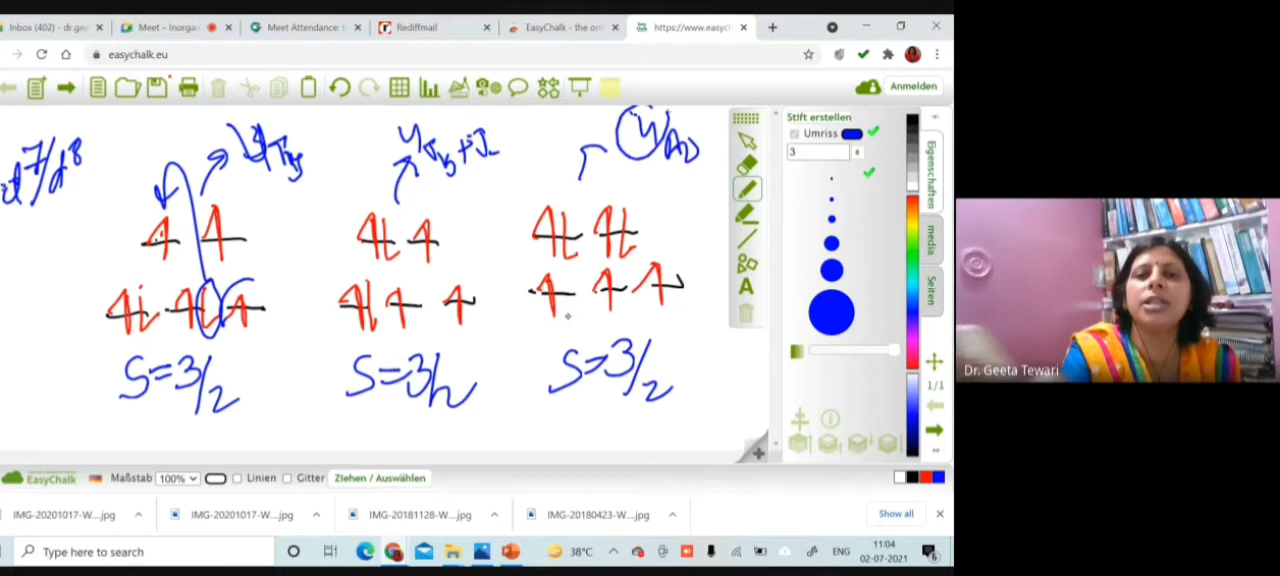 Inbox (402) - dr.gee
Meet – Inorgan
Meet Attendance: M
Rediffmail
EasyChalk - the onl
https://www.easych
easychalk.eu
Anmelden
Stift erstellen
Umriss
3
Eigenschaften
media
Seiten
1/1
d7/d8
S=3/2
S=3/2
S=3/2
Dr. Geeta Tewari
EasyChalk
Maßstab 100%
Linien
Gitter
Ziehen / Auswählen
IMG-20201017-W....jpg
IMG-20201017-W....jpg
IMG-20181128-W....jpg
IMG-20180423-W....jpg
Show all
Type here to search
38°C
ENG
11:04
02-07-2021
6